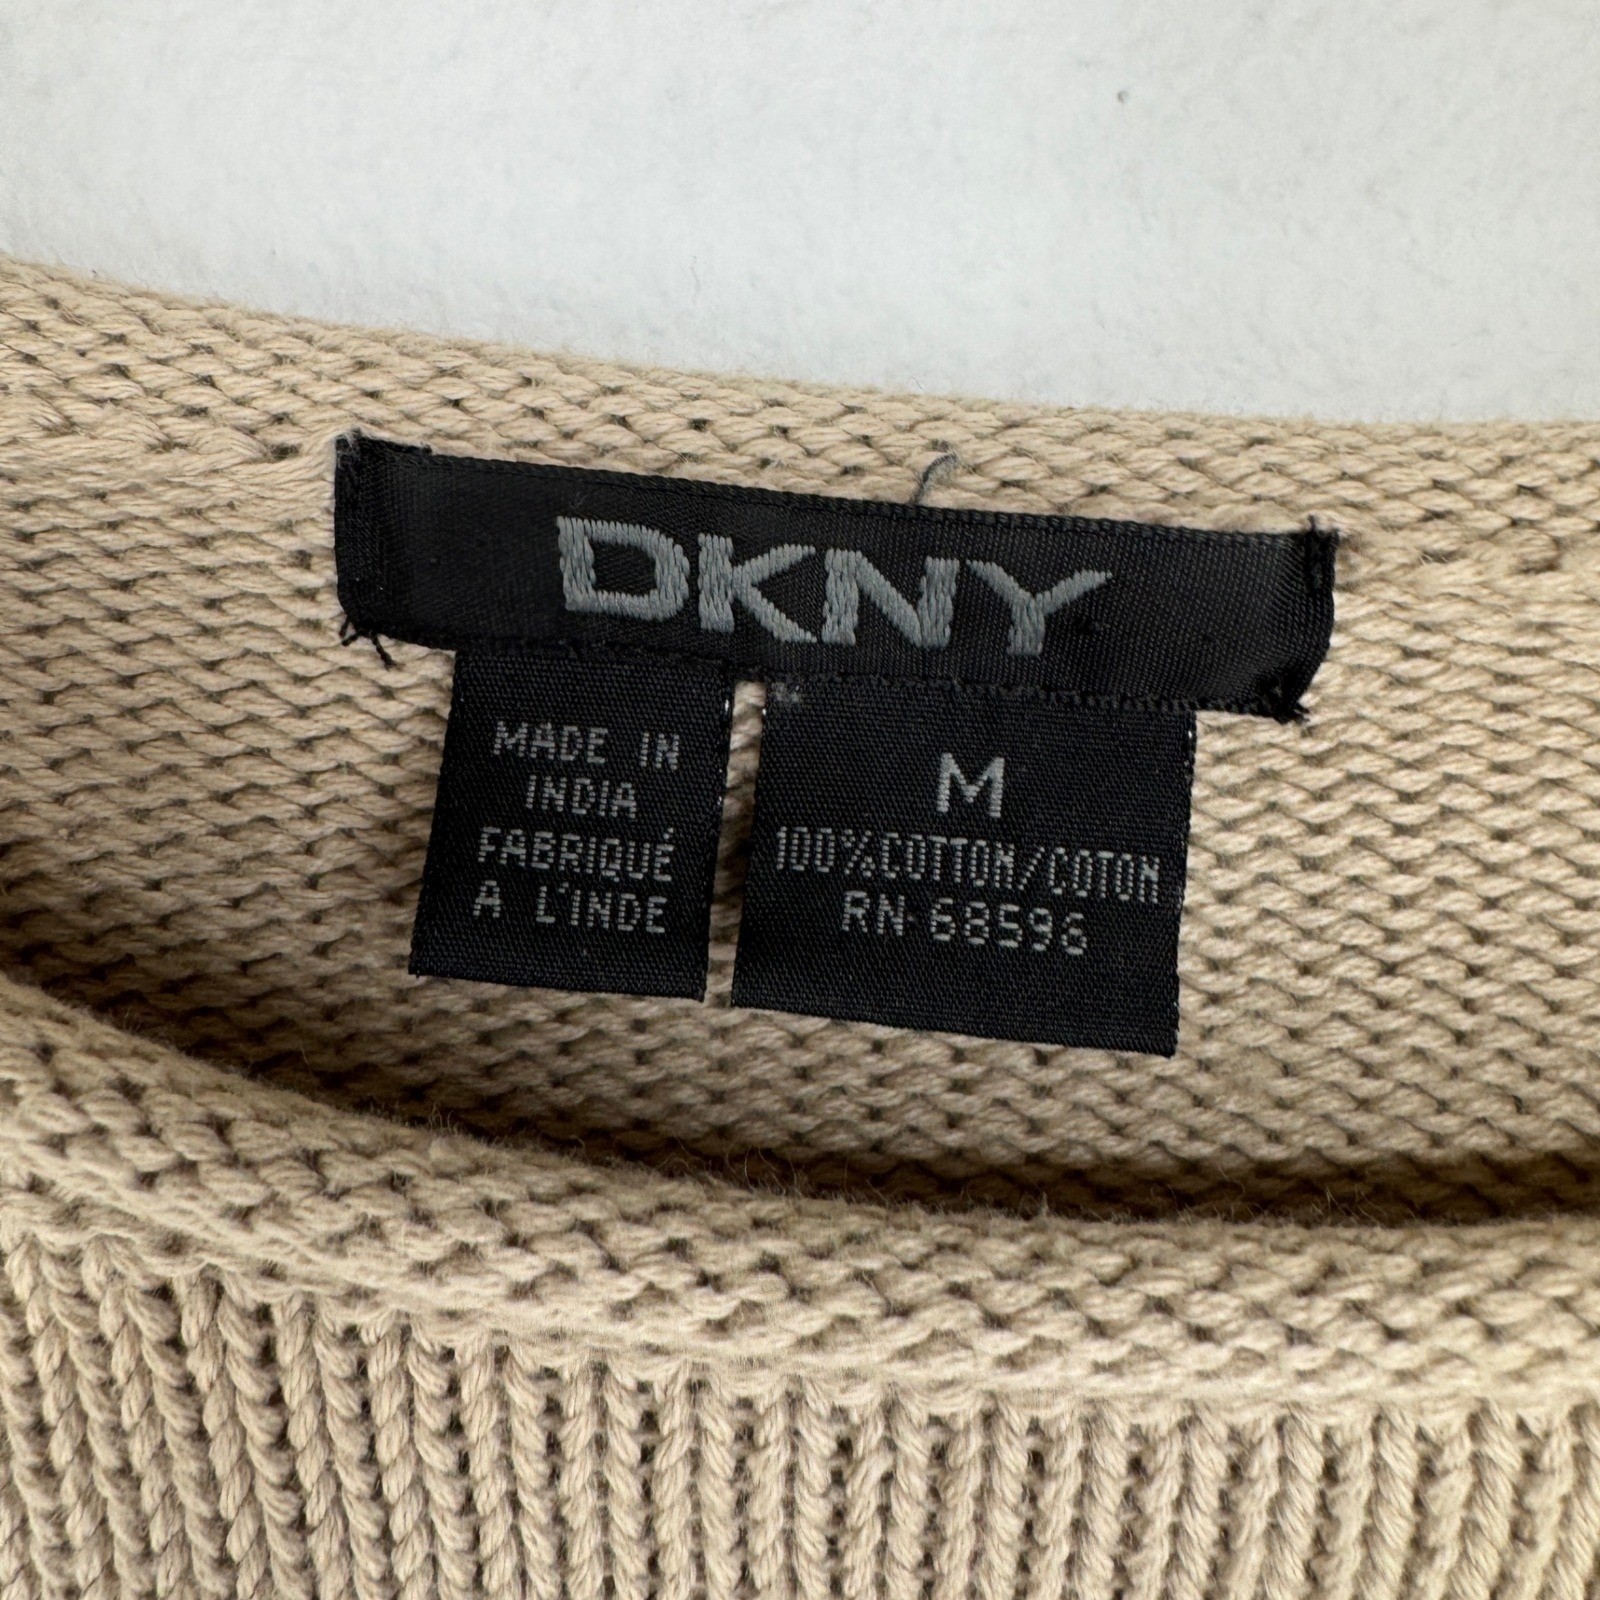 DKNY
MADE IN
INDIA
FABRIQUÉ
A L'INDE
M
100%COTTON/COTON
RN 68596